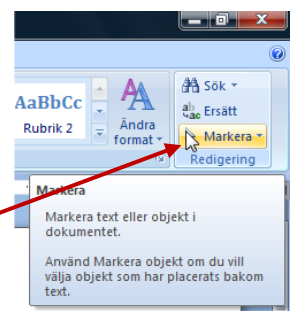 AaBbCc
Rubrik 2
Ändra
format
Sök
Ersätt
Markera
Redigering
Markera
Markera text eller objekt i
dokumentet.
Använd Markera objekt om du vill
välja objekt som har placerats bakom
text.